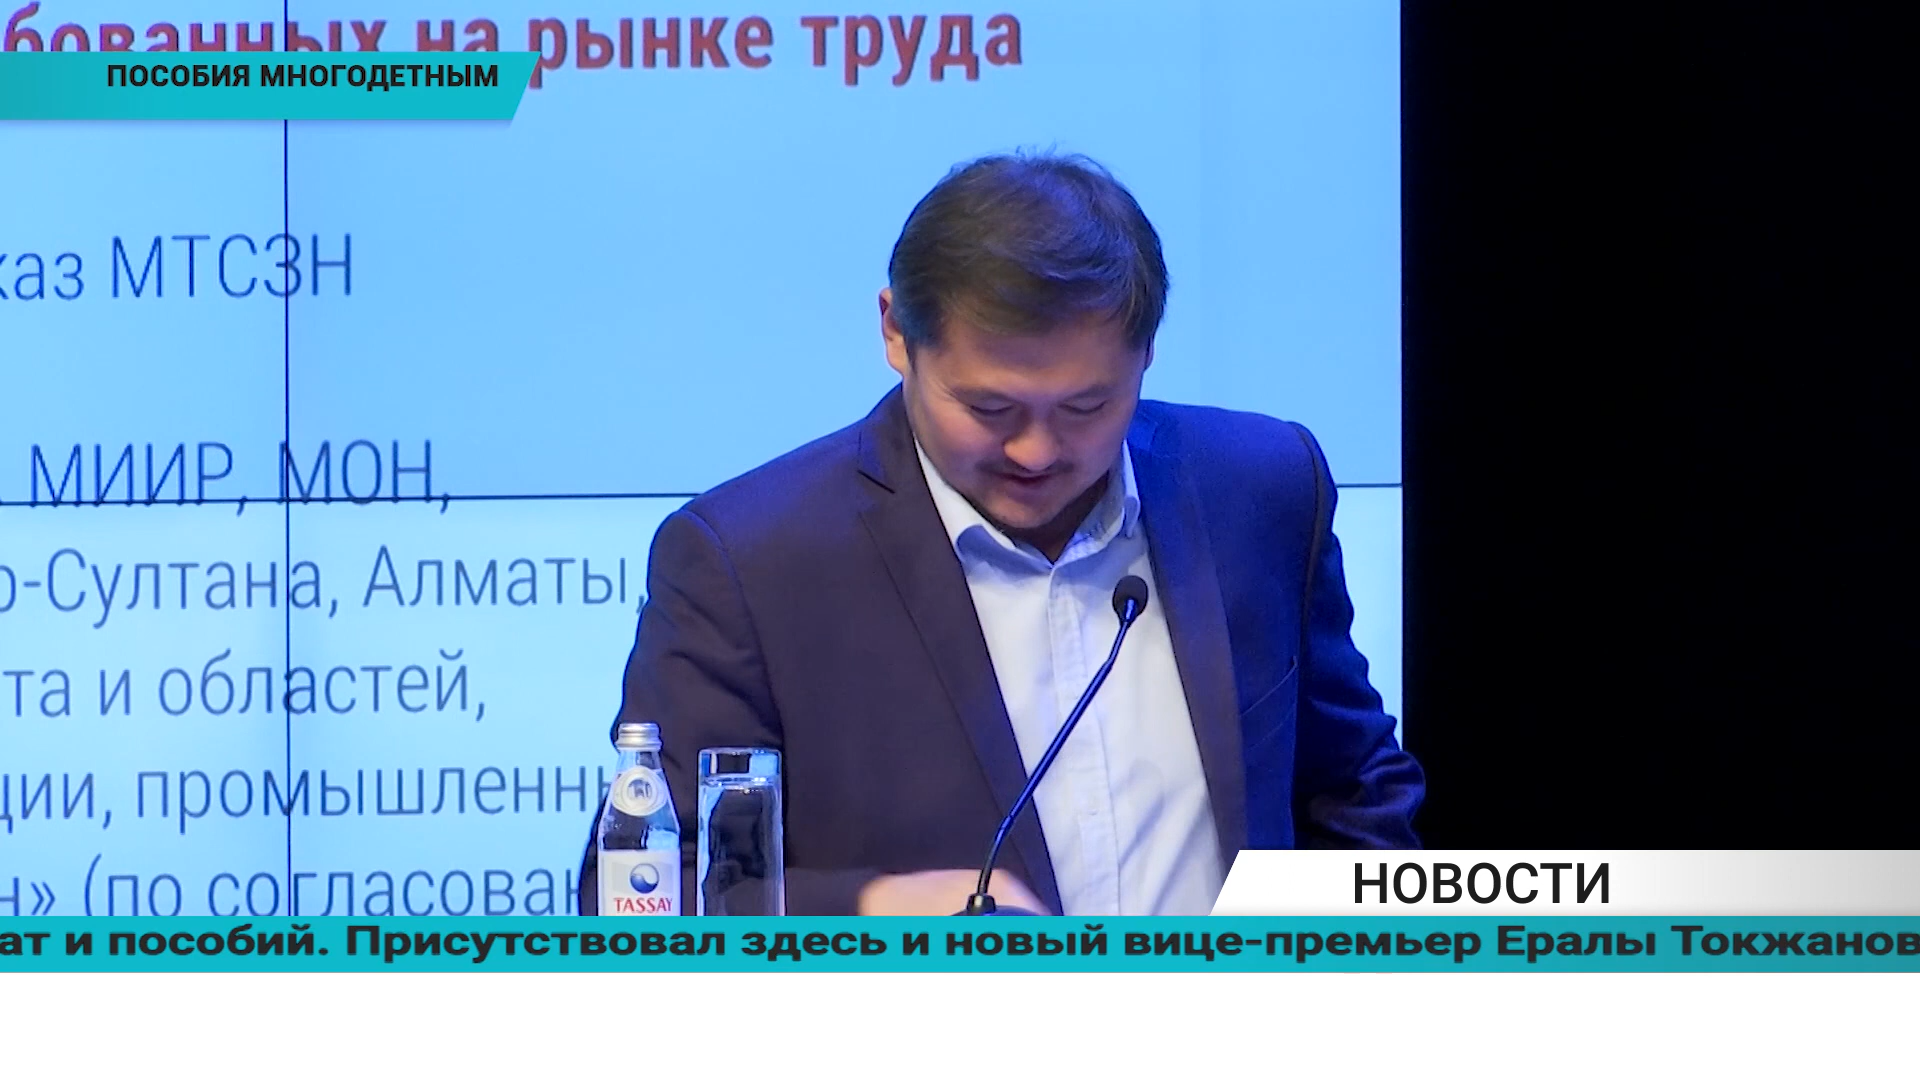 бованных на рынке труда
ПОСОБИЯ МНОГОДЕТНЫМ
каз МТСЗН
МИИР, МОН,
о-Султана, Алматы,
та и областей,
ции, промышленн
н» (по согласован
TASSAY
НОВОСТИ
ат и пособий. Присутствовал здесь и новый вице-премьер Ералы Токжанов